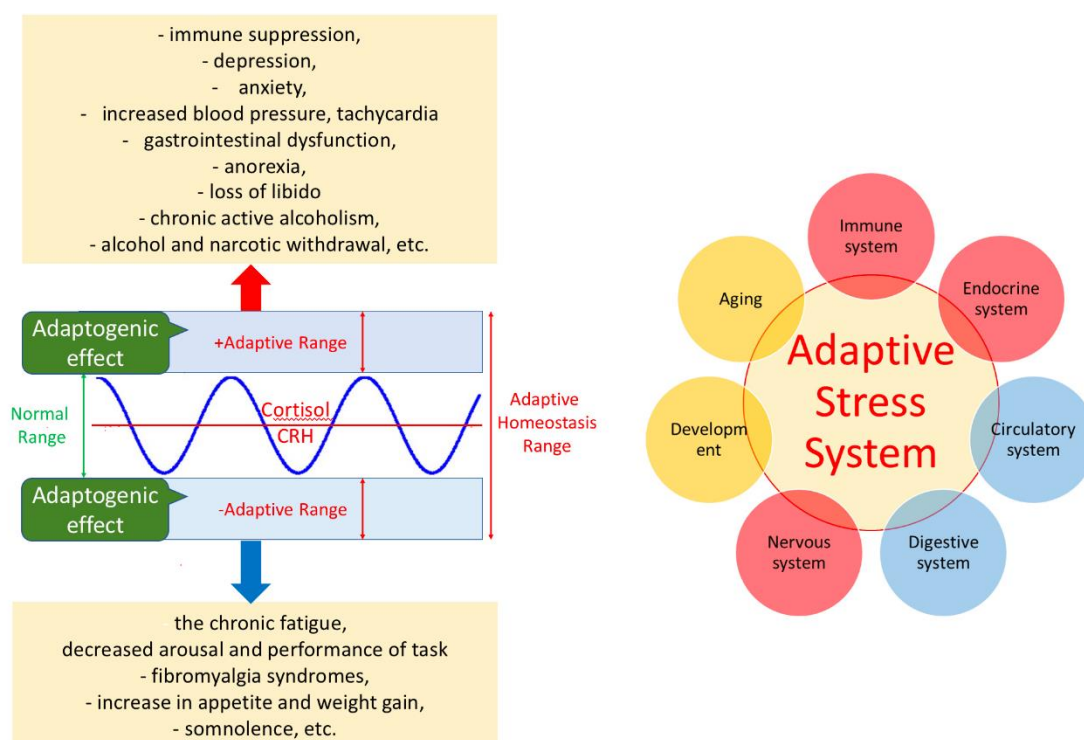 - immune suppression,
- depression,
- anxiety,
- increased blood pressure, tachycardia
- gastrointestinal dysfunction,
- anorexia,
- loss of libido
- chronic active alcoholism,
- alcohol and narcotic withdrawal, etc.
Adaptogenic
effect
+Adaptive Range
Normal
Range
Cortisol
CRH
Adaptive
Homeostasis
Range
Adaptogenic
effect
-Adaptive Range
the chronic fatigue,
decreased arousal and performance of task
- fibromyalgia syndromes,
- increase in appetite and weight gain,
- somnolence, etc.
Adaptive
Stress
System
Immune
system
Endocrine
system
Circulatory
system
Digestive
system
Nervous
system
Developm
ent
Aging